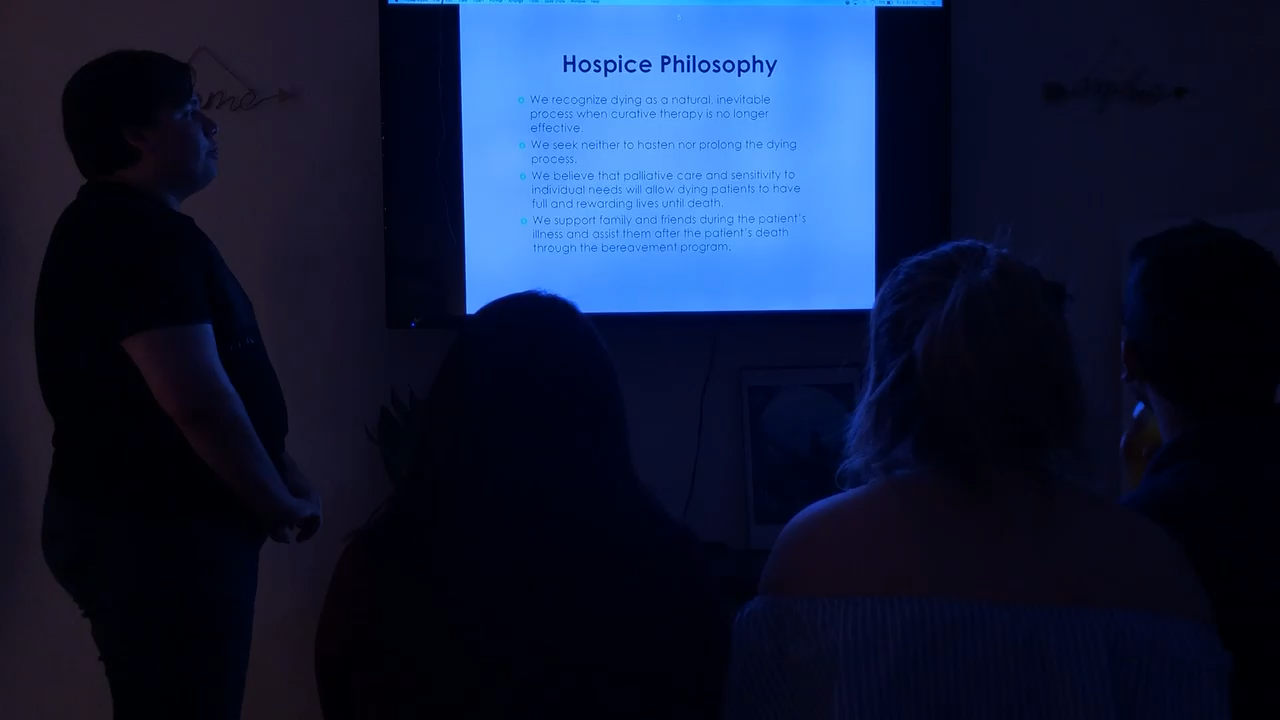 5
Hospice Philosophy
We recognize dying as a natural, inevitable
process when curative therapy is no longer
effective.
We seek neither to hasten nor prolong the dying
process.
We believe that palliative care and sensitivity to
individual needs will allow dying patients to have
full and rewarding lives until death.
We support family and friends during the patient's
illness and assist them after the patient's death
through the bereavement program.